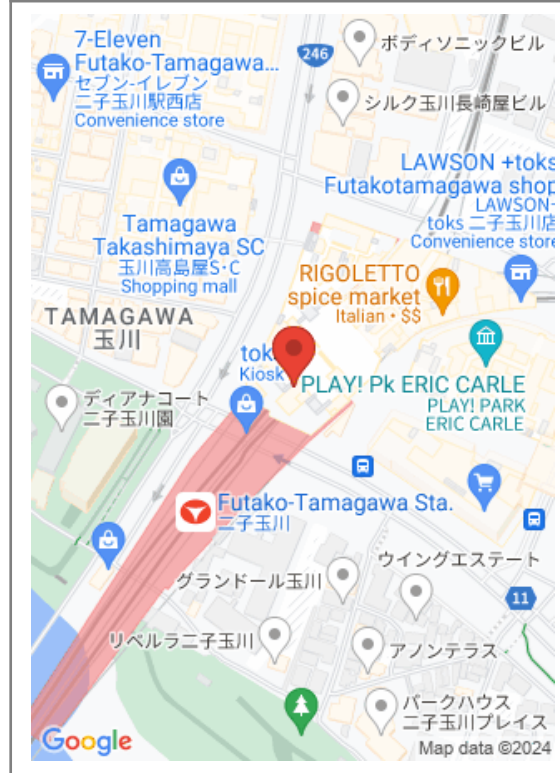 7-Eleven
Futako-Tamagawa...
セブン-イレブン
二子玉川駅西店
Convenience store
246
ボディソニックビル
シルク玉川長崎屋ビル
LAWSON +toks
Futakotamagawa shop
LAWSON+
toks 二子玉川店
Convenience store
Tamagawa
Takashimaya SC
玉川高島屋S･C
Shopping mall
RIGOLETTO
spice market
Italian • $$
TAMAGAWA
玉川
tok
Kiosk
PLAY! Pk ERIC CARLE
PLAY! PARK
ERIC CARLE
ディアナコート
二子玉川園
Futako-Tamagawa Sta.
二子玉川
ウイングエステート
グランドール玉川
11
リベルラ二子玉川
アノンテラス
パークハウス
二子玉川プレイス
Google
Map data ©2024